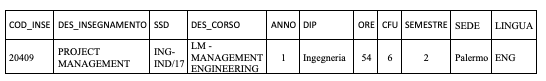 COD_INSE DES_INSEGNAMENTO SSD DES_CORSO ANNO DIP ORE CFU SEMESTRE SEDE LINGUA
20409 PROJECT MANAGEMENT ING-IND/17 LM - MANAGEMENT ENGINEERING 1 Ingegneria 54 6 2 Palermo ENG